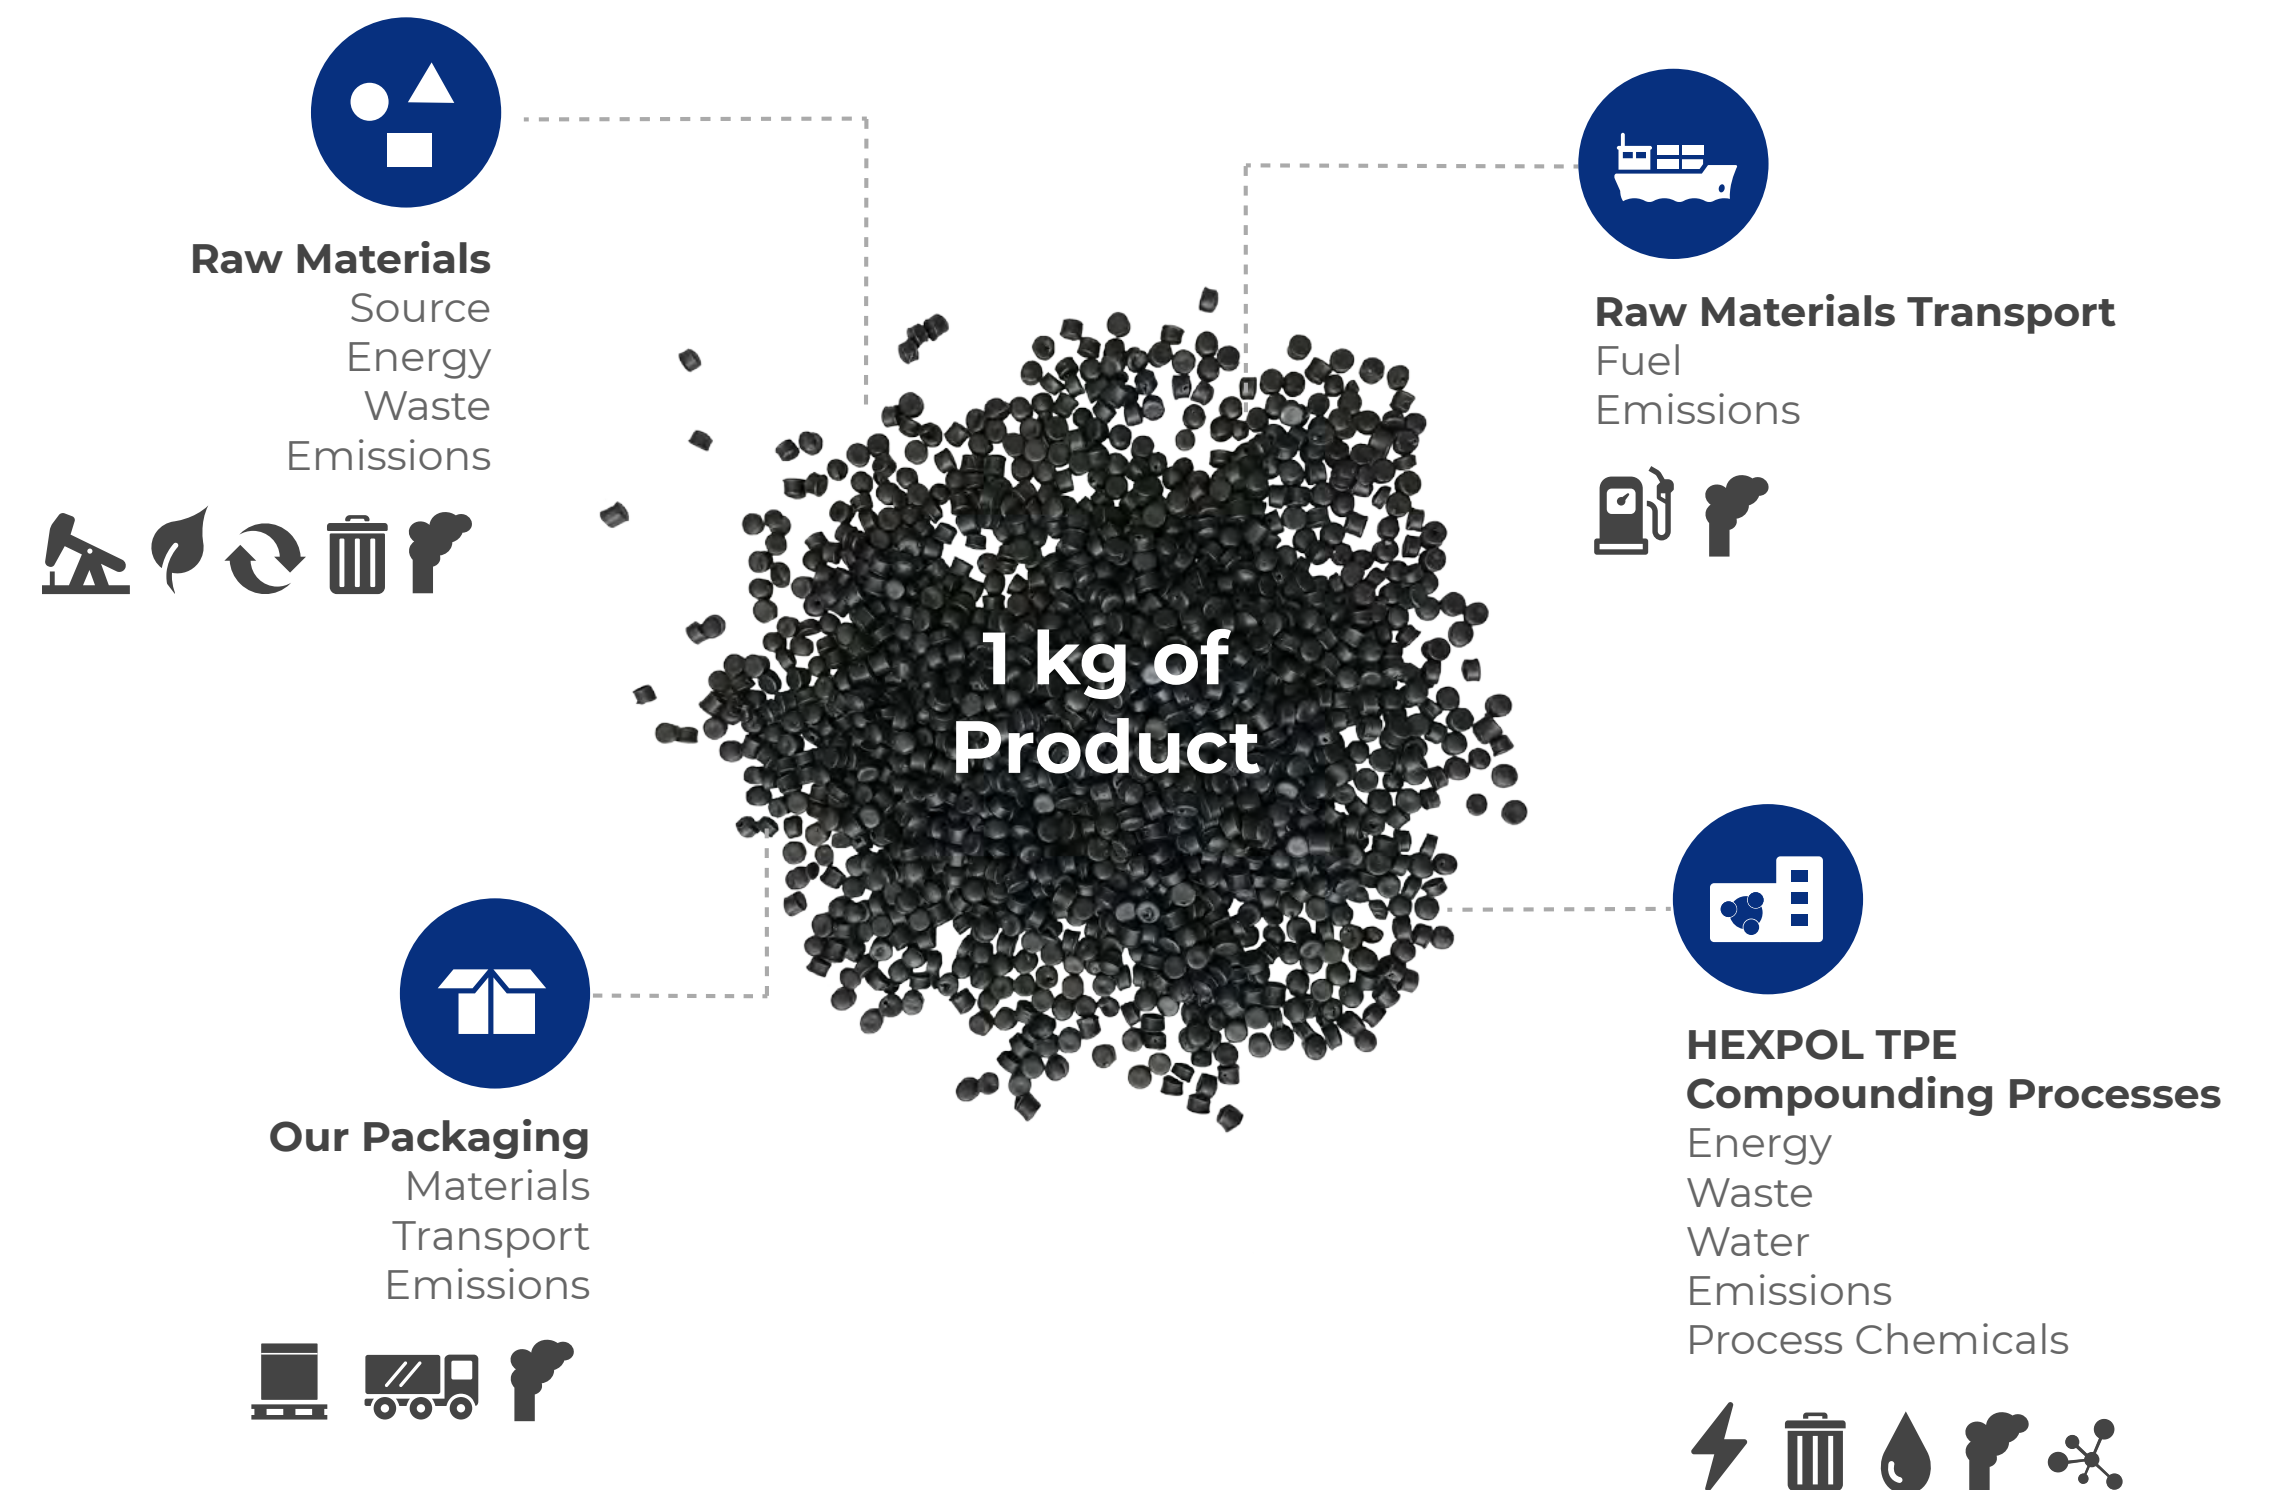 Raw Materials
Source
Energy
Waste
Emissions
Raw Materials Transport
Fuel
Emissions
1 kg of
Product
Our Packaging
Materials
Transport
Emissions
HEXPOL TPE
Compounding Processes
Energy
Waste
Water
Emissions
Process Chemicals